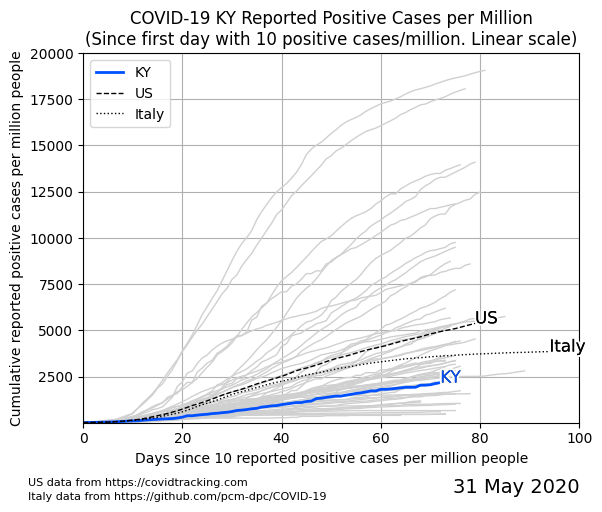 COVID-19 KY Reported Positive Cases per Million
(Since first day with 10 positive cases/million. Linear scale)
Cumulative reported positive cases per million people
20000
17500
15000
12500
10000
7500
5000
2500
KY
US
Italy
US
Italy
KY
0 20 40 60 80 100
Days since 10 reported positive cases per million people
US data from https://covidtracking.com
Italy data from https://github.com/pcm-dpc/COVID-19
31 May 2020